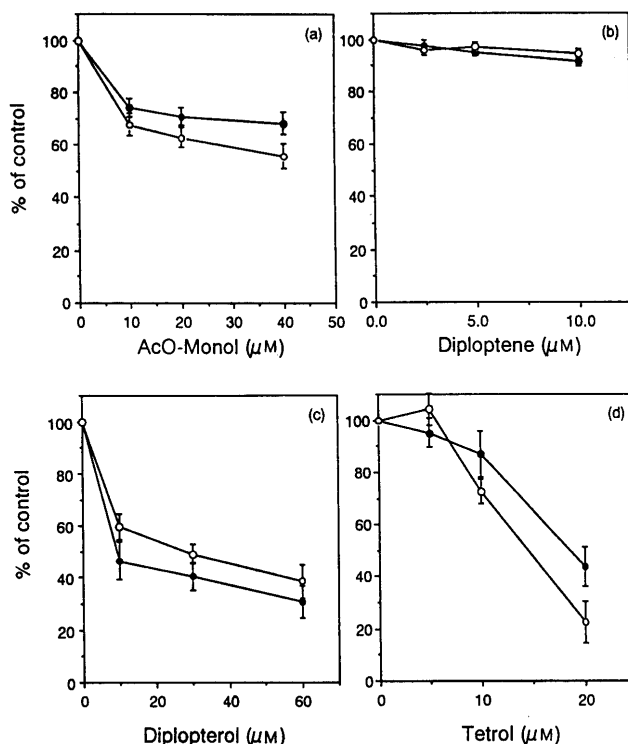 (a)
% of control
100
80
60
40
20
0
0 10 20 30 40 50
AcO-Monol (μM)
(b)
100
80
60
40
20
0
0.0 5.0 10.0
Diploptene (μM)
(c)
% of control
100
80
60
40
20
0
0 20 40 60
Diplopterol (μM)
(d)
100
80
60
40
20
0
0 10 20
Tetrol (μM)